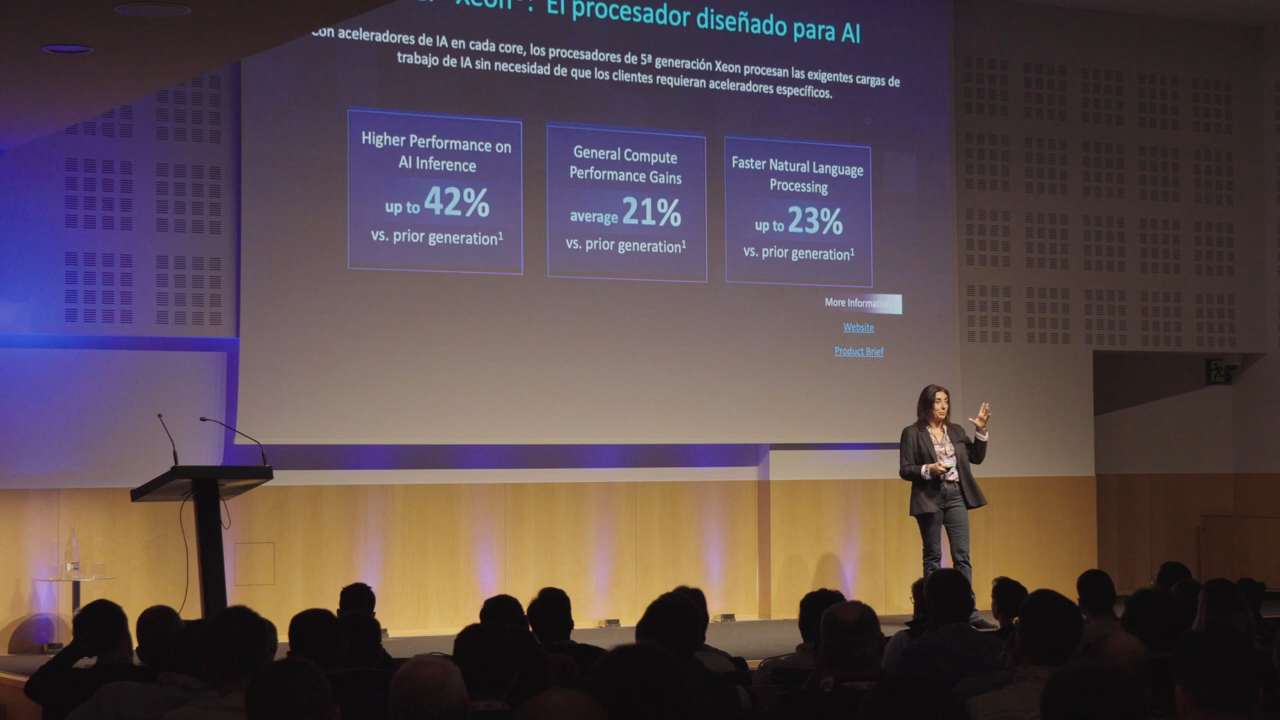 Xeon®: El procesador diseñado para AI
Con aceleradores de IA en cada core, los procesadores de 5ª generación Xeon procesan las exigentes cargas de
trabajo de IA sin necesidad de que los clientes requieran aceleradores específicos.
Higher Performance on
AI Inference
up to 42%
vs. prior generation¹
General Compute
Performance Gains
average 21%
vs. prior generation¹
Faster Natural Language
Processing
up to 23%
vs. prior generation¹
More Information
Website
Product Brief